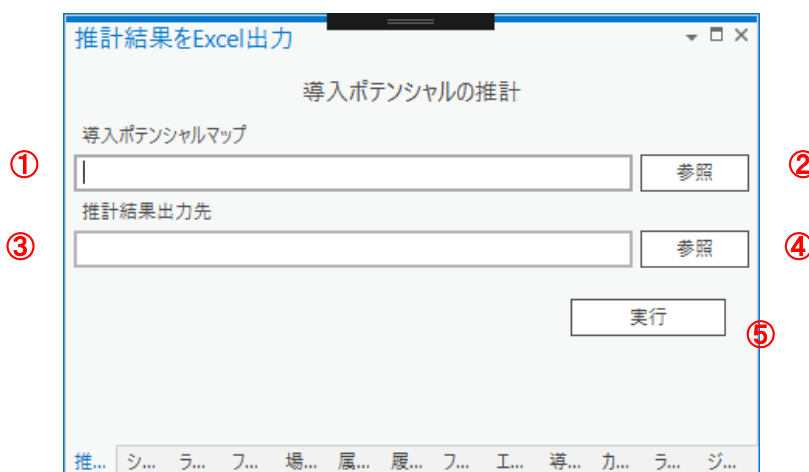 推計結果をExcel出力
導入ポテンシャルの推計
導入ポテンシャルマップ
① 参照 ②
推計結果出力先
③ 参照 ④
実行 ⑤
推... シ... ラ... フ... 場... 属... 履... フ... エ... 導... カ... ラ... ジ...